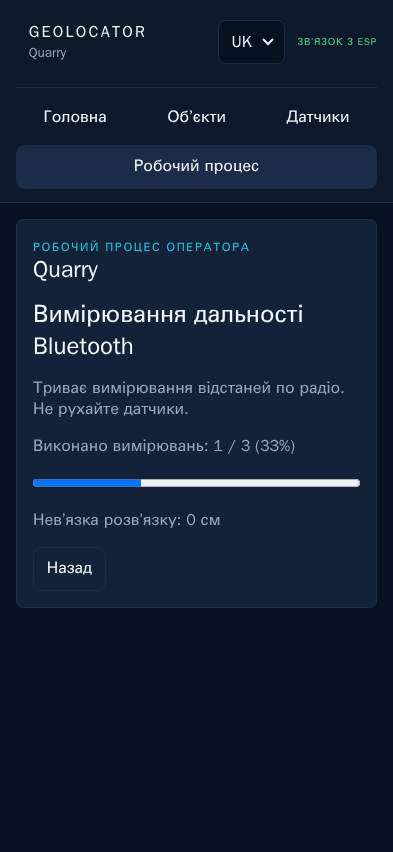 GEOLOCATOR
Quarry
UK
ЗВ'ЯЗОК З ESP
Головна
Об'єкти
Датчики
Робочий процес
РОБОЧИЙ ПРОЦЕС ОПЕРАТОРА
Quarry
Вимірювання дальності
Bluetooth
Триває вимірювання відстаней по радіо.
Не рухайте датчики.
Виконано вимірювань: 1 / 3 (33%)
Нев'язка розв'язку: 0 см
Назад